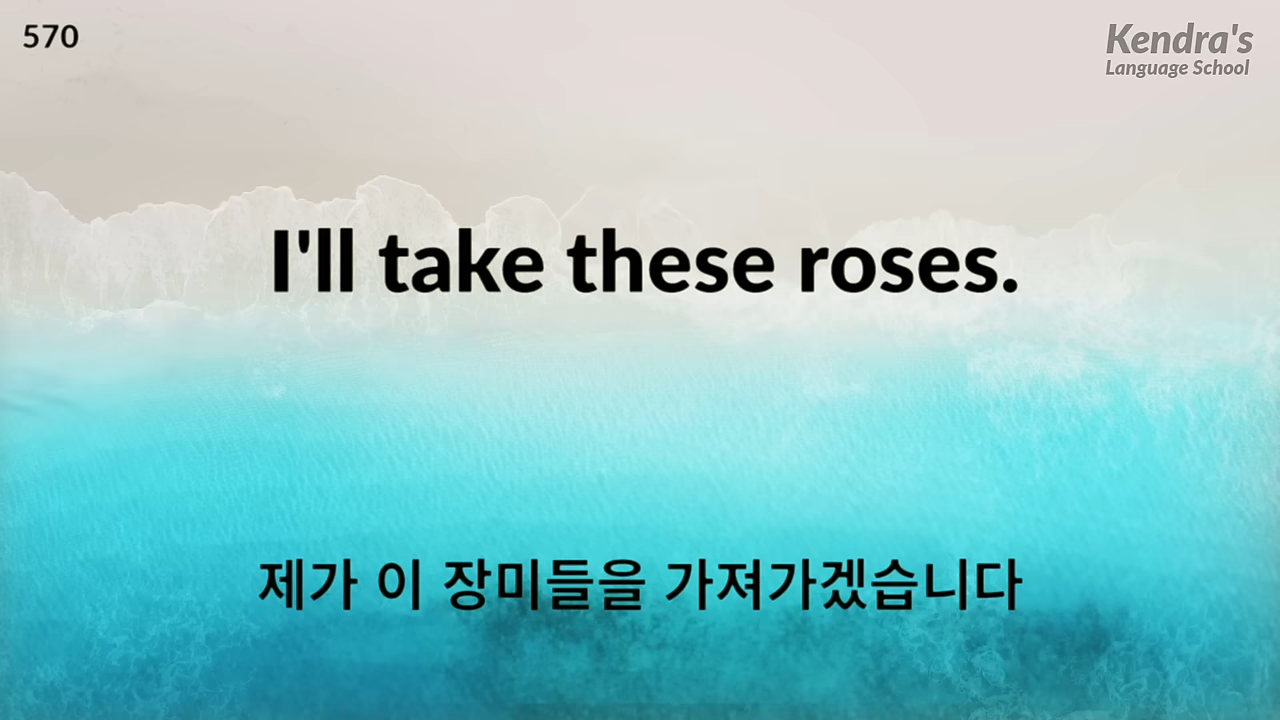 570
Kendra's
Language School
I'll take these roses.
제가 이 장미들을 가져가겠습니다